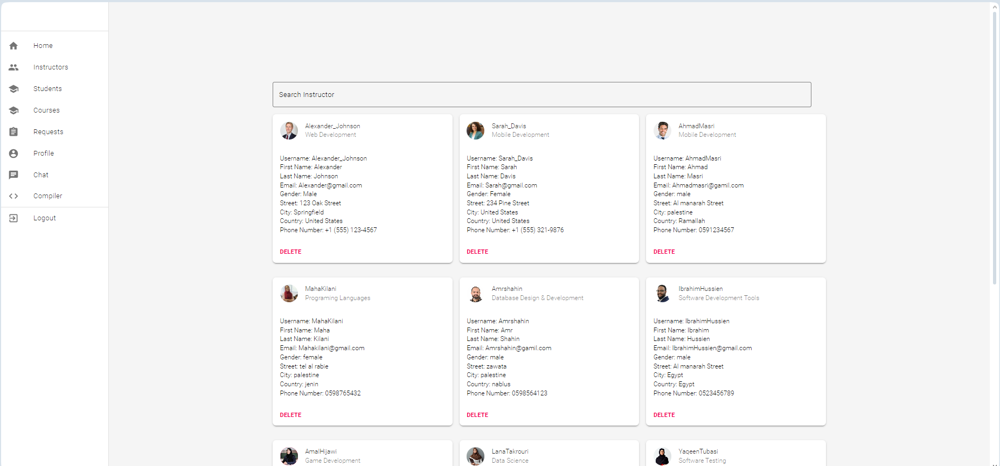 Home
Instructors
Students
Courses
Requests
Profile
Chat
Compiler
Logout
Search Instructor
Alexander_Johnson
Web Development
Username: Alexander_Johnson
First Name: Alexander
Last Name: Johnson
Email: Alexander@gmail.com
Gender: Male
Street: 123 Oak Street
City: Springfield
Country: United States
Phone Number: +1 (555) 123-4567
DELETE
Sarah_Davis
Mobile Development
Username: Sarah_Davis
First Name: Sarah
Last Name: Davis
Email: Sarah@gmail.com
Gender: Female
Street: 234 Pine Street
City: United States
Country: United States
Phone Number: +1 (555) 321-9876
DELETE
AhmadMasri
Mobile Development
Username: AhmadMasri
First Name: Ahmad
Last Name: Masri
Email: Ahmadmasri@gamil.com
Gender: male
Street: Al manarah Street
City: palestine
Country: Ramallah
Phone Number: 0591234567
DELETE
MahaKilani
Programing Languages
Username: MahaKilani
First Name: Maha
Last Name: Kilani
Email: Mahakilani@gmail.com
Gender: female
Street: tel al rabie
City: palestine
Country: jenin
Phone Number: 0598765432
DELETE
Amrshahin
Database Design & Development
Username: Amrshahin
First Name: Amr
Last Name: Shahin
Email: Amrshahin@gamil.com
Gender: male
Street: zawata
City: palestine
Country: nablus
Phone Number: 0598564123
DELETE
IbrahimHussien
Software Development Tools
Username: IbrahimHussien
First Name: Ibrahim
Last Name: Hussien
Email: IbrahimHussien@gmail.com
Gender: male
Street: Al manarah Street
City: Egypt
Country: Egypt
Phone Number: 0523456789
DELETE
AmalHijawi
Game Development
LanaTakrouri
Data Science
YaqeenTubasi
Software Testing